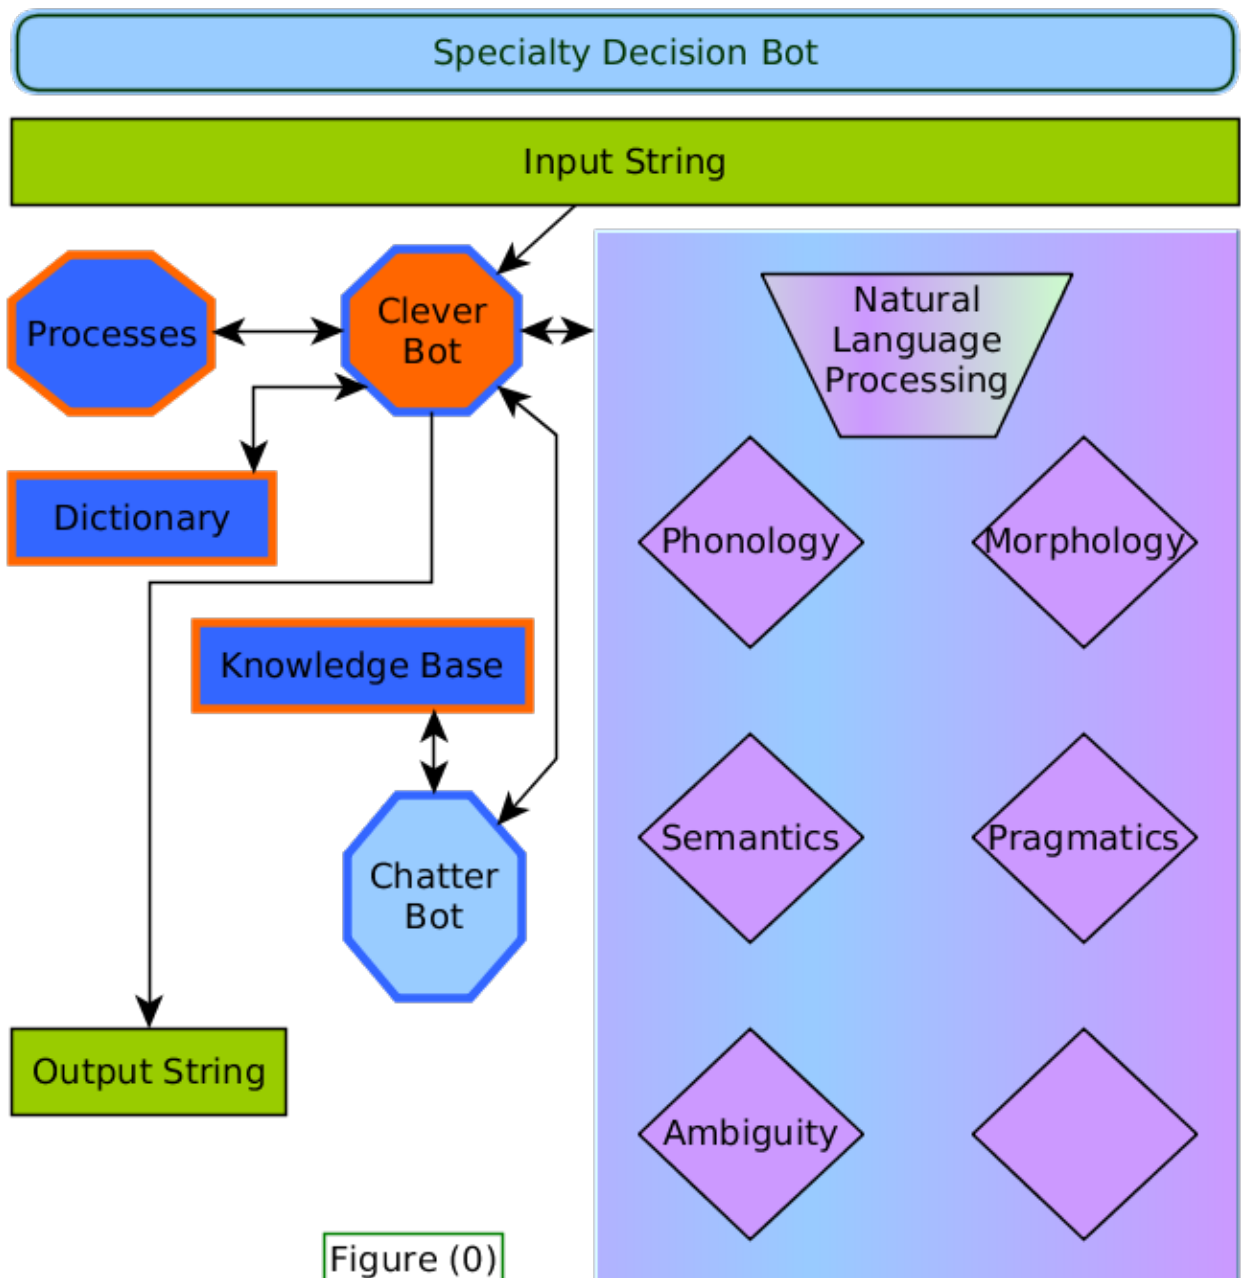 Specialty Decision Bot
Input String
Processes
Clever
Bot
Natural
Language
Processing
Dictionary
Phonology
Morphology
Knowledge Base
Semantics
Pragmatics
Chatter
Bot
Output String
Ambiguity
Figure (0)